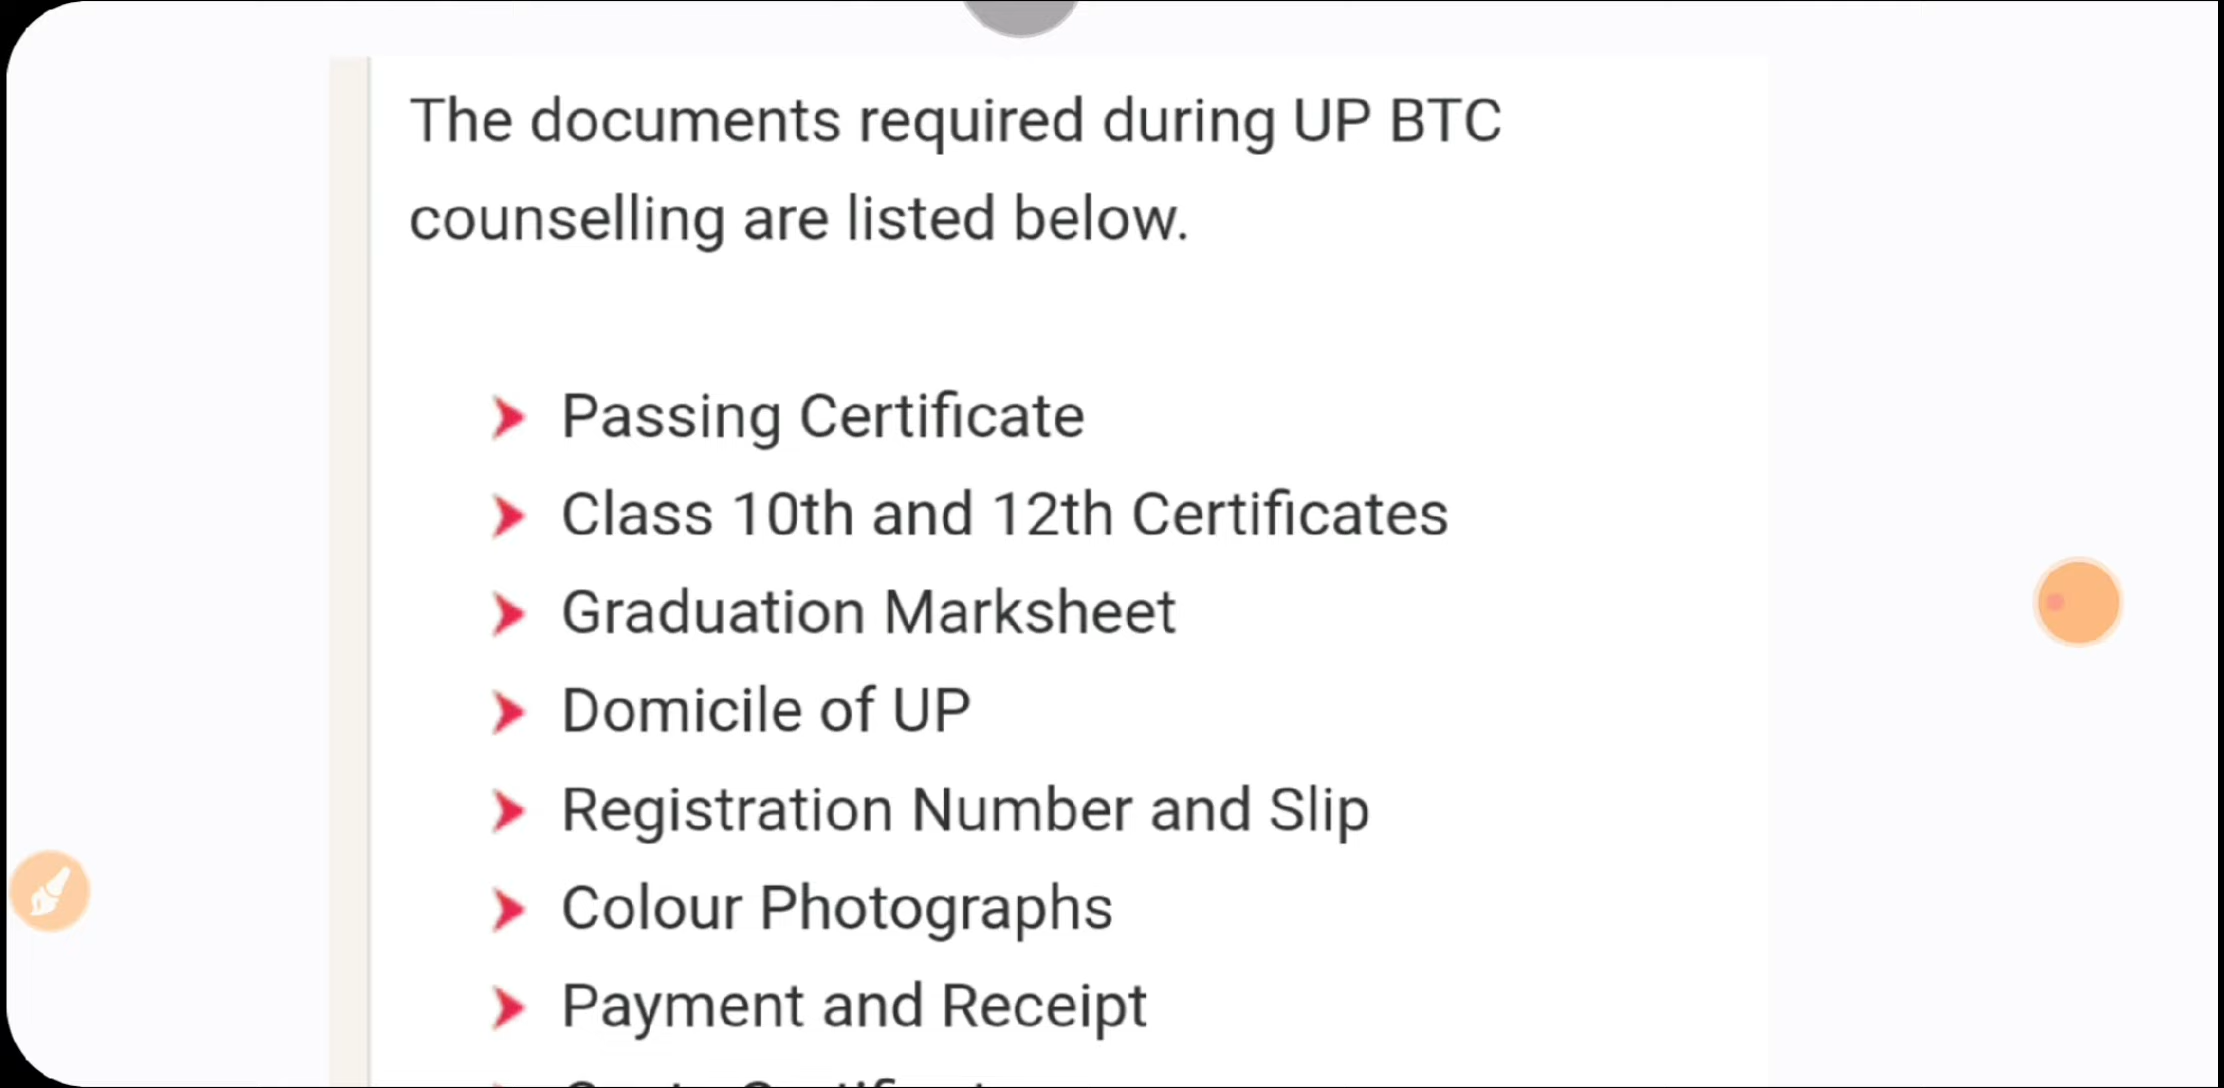 The documents required during UP BTC
counselling are listed below.
Passing Certificate
Class 10th and 12th Certificates
Graduation Marksheet
Domicile of UP
Registration Number and Slip
Colour Photographs
Payment and Receipt